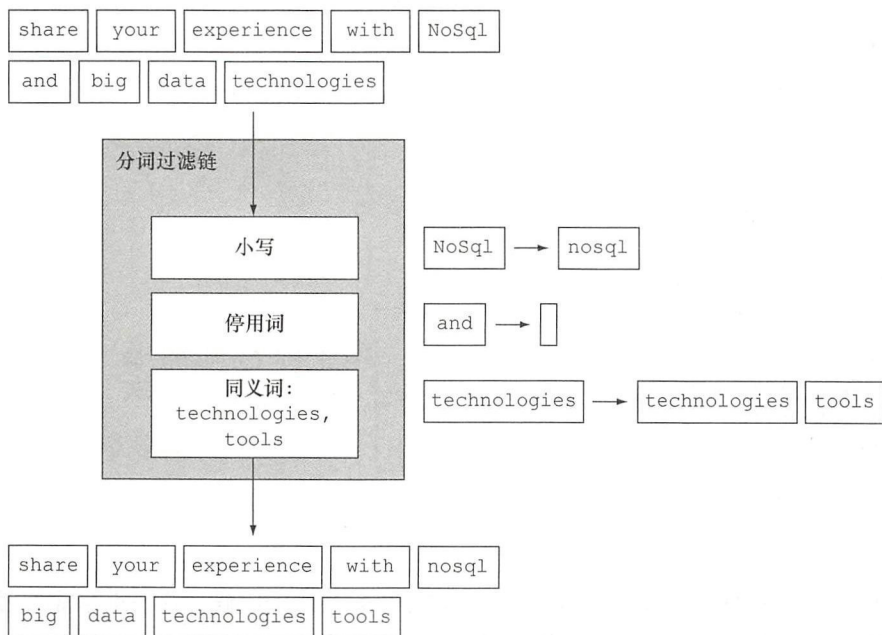 share your experience with NoSql
and big data technologies
分词过滤链
小写
NoSql nosql
停用词
and
同义词:
technologies,
tools
technologies technologies tools
share your experience with nosql
big data technologies tools